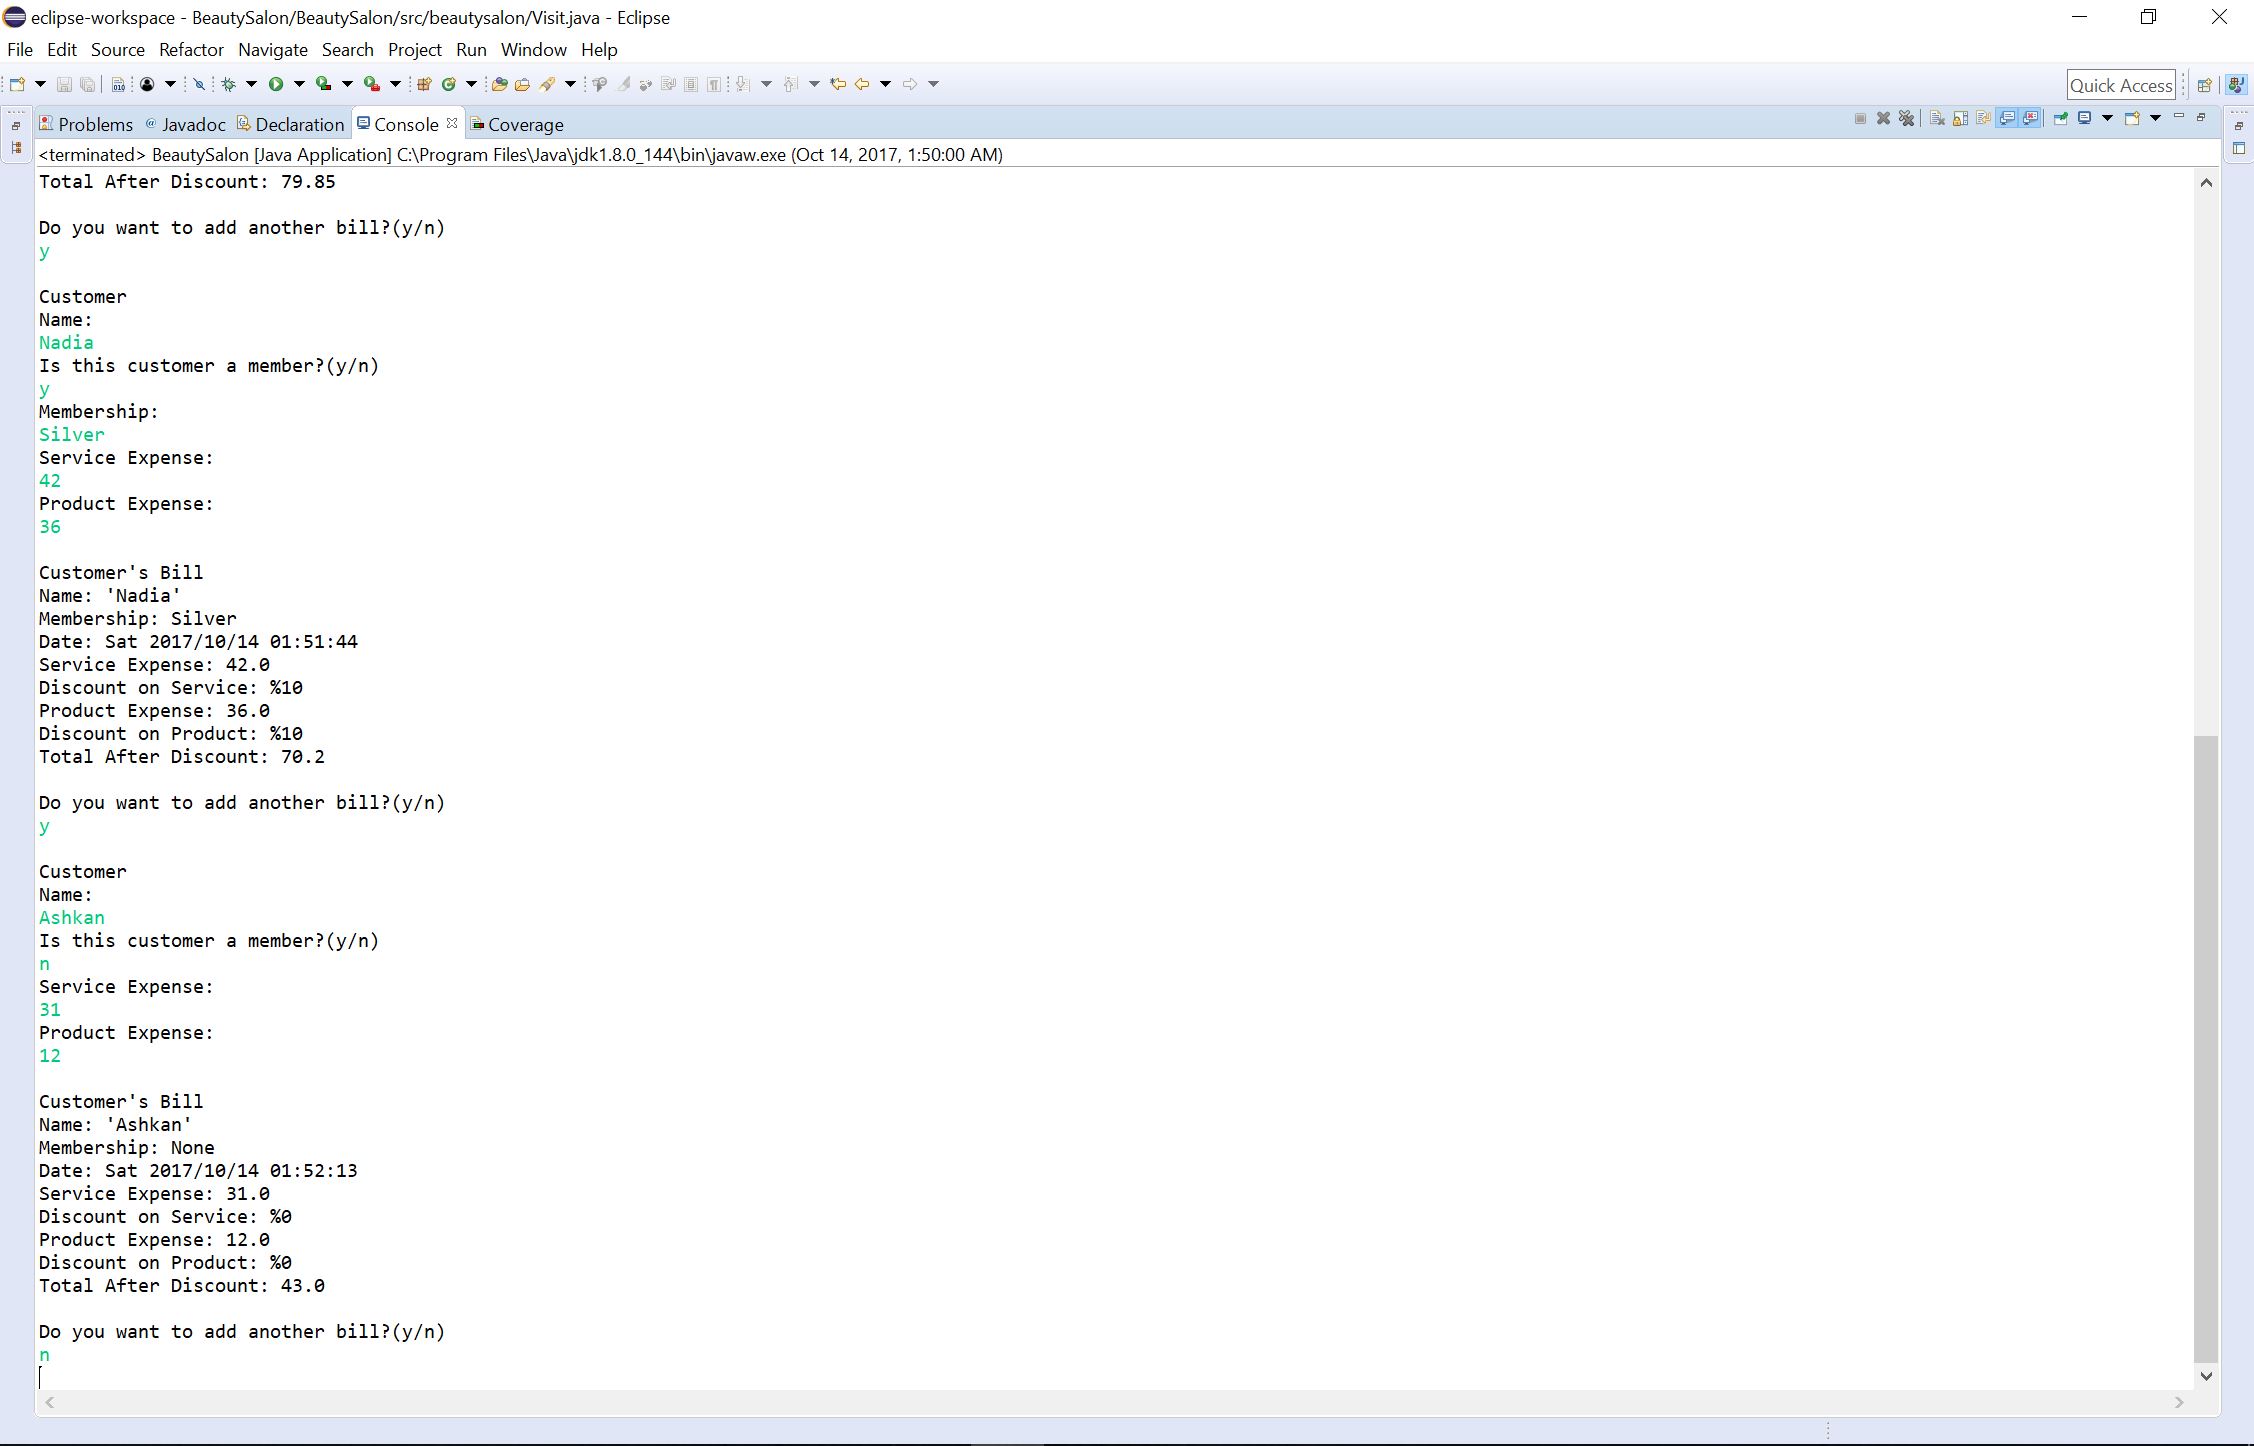 eclipse-workspace - BeautySalon/BeautySalon/src/beautysalon/Visit.java - Eclipse
File Edit Source Refactor Navigate Search Project Run Window Help
Quick Access
Problems Javadoc Declaration Console Coverage
<terminated> BeautySalon [Java Application] C:\Program Files\Java\jdk1.8.0_144\bin\javaw.exe (Oct 14, 2017, 1:50:00 AM)
Total After Discount: 79.85
Do you want to add another bill?(y/n)
y
Customer
Name:
Nadia
Is this customer a member?(y/n)
y
Membership:
Silver
Service Expense:
42
Product Expense:
36
Customer's Bill
Name: 'Nadia'
Membership: Silver
Date: Sat 2017/10/14 01:51:44
Service Expense: 42.0
Discount on Service: %10
Product Expense: 36.0
Discount on Product: %10
Total After Discount: 70.2
Do you want to add another bill?(y/n)
y
Customer
Name:
Ashkan
Is this customer a member?(y/n)
n
Service Expense:
31
Product Expense:
12
Customer's Bill
Name: 'Ashkan'
Membership: None
Date: Sat 2017/10/14 01:52:13
Service Expense: 31.0
Discount on Service: %0
Product Expense: 12.0
Discount on Product: %0
Total After Discount: 43.0
Do you want to add another bill?(y/n)
n